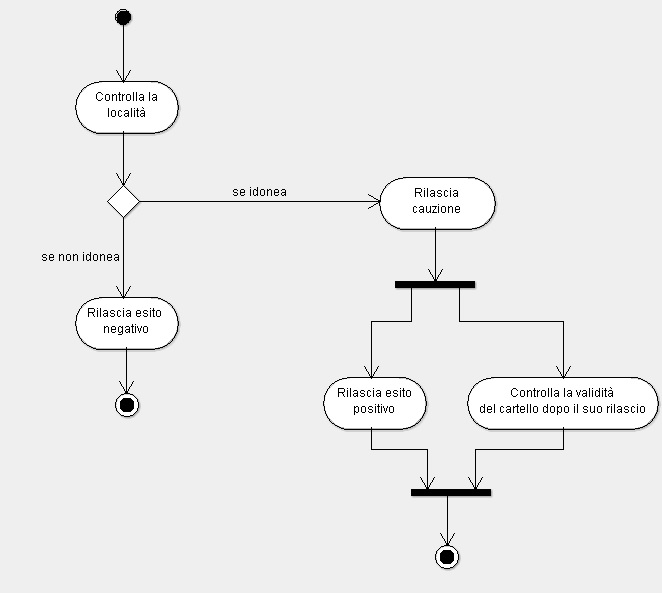 Controlla la
località
se idonea
Rilascia
cauzione
se non idonea
Rilascia esito
negativo
Rilascia esito
positivo
Controlla la validità
del cartello dopo il suo rilascio